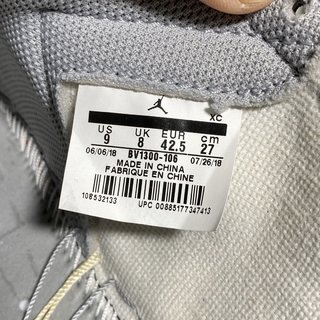 XC
US UK EUR cm
9 8 42.5 27
06/06/18 BV1300-106 07/26/18
MADE IN CHINA
FABRIQUE EN CHINE
108532133
UPC 00885177347413